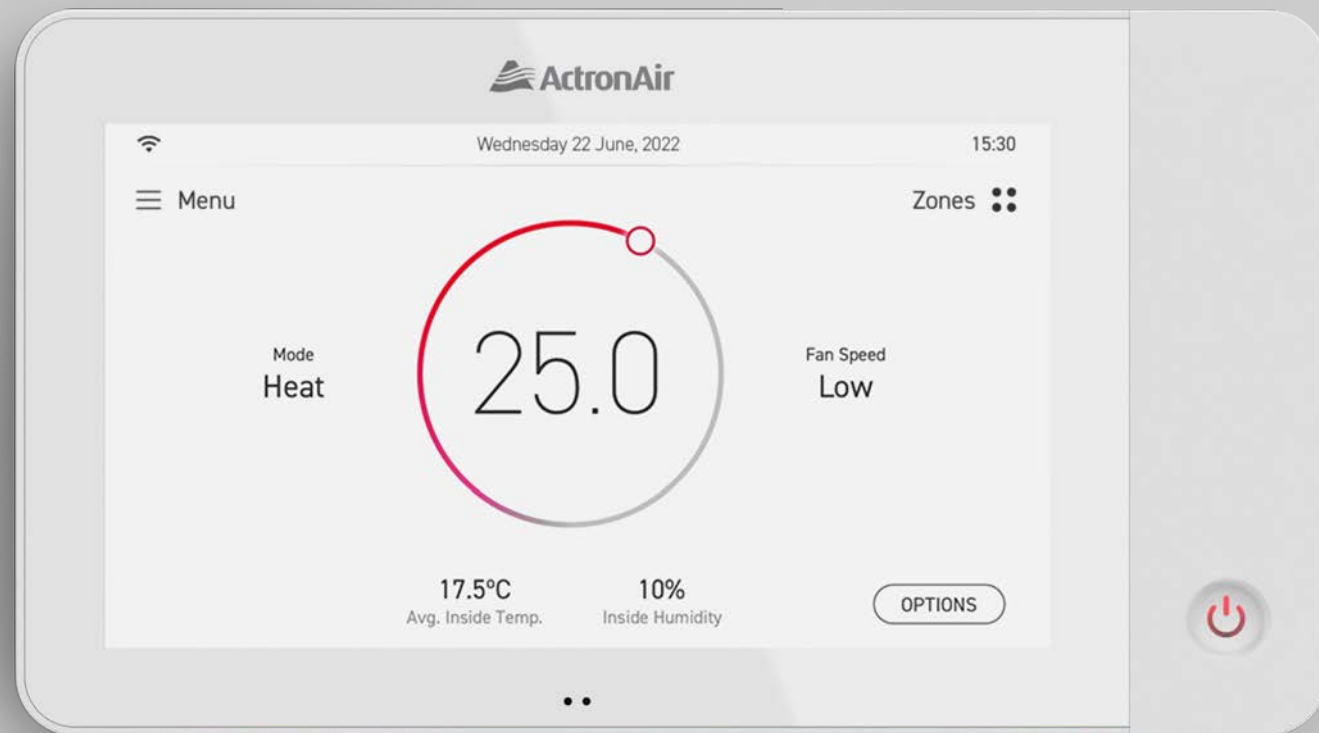 ActronAir
Wednesday 22 June, 2022
15:30
Menu
Zones
Mode
Heat
25.0
Fan Speed
Low
17.5ºC
Avg. Inside Temp.
10%
Inside Humidity
OPTIONS